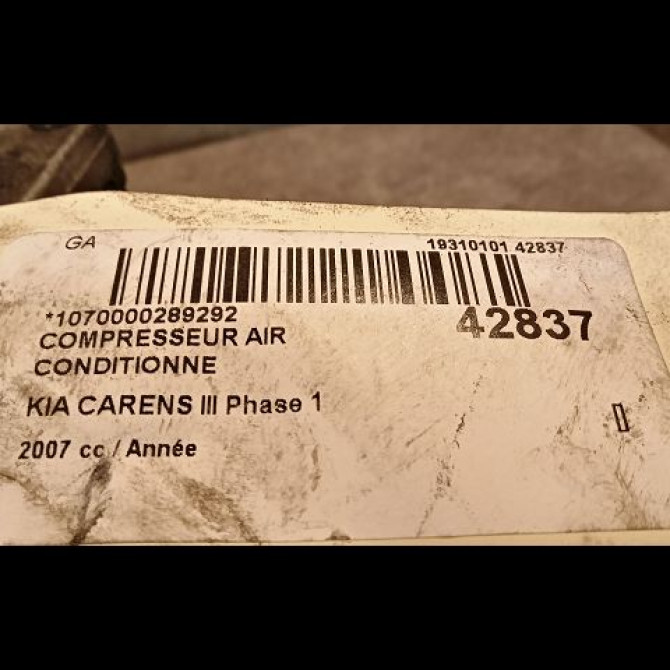 GA 19310101 42837
*1070000289292 42837
COMPRESSEUR AIR
CONDITIONNE
KIA CARENS III Phase 1
2007 cc / Année